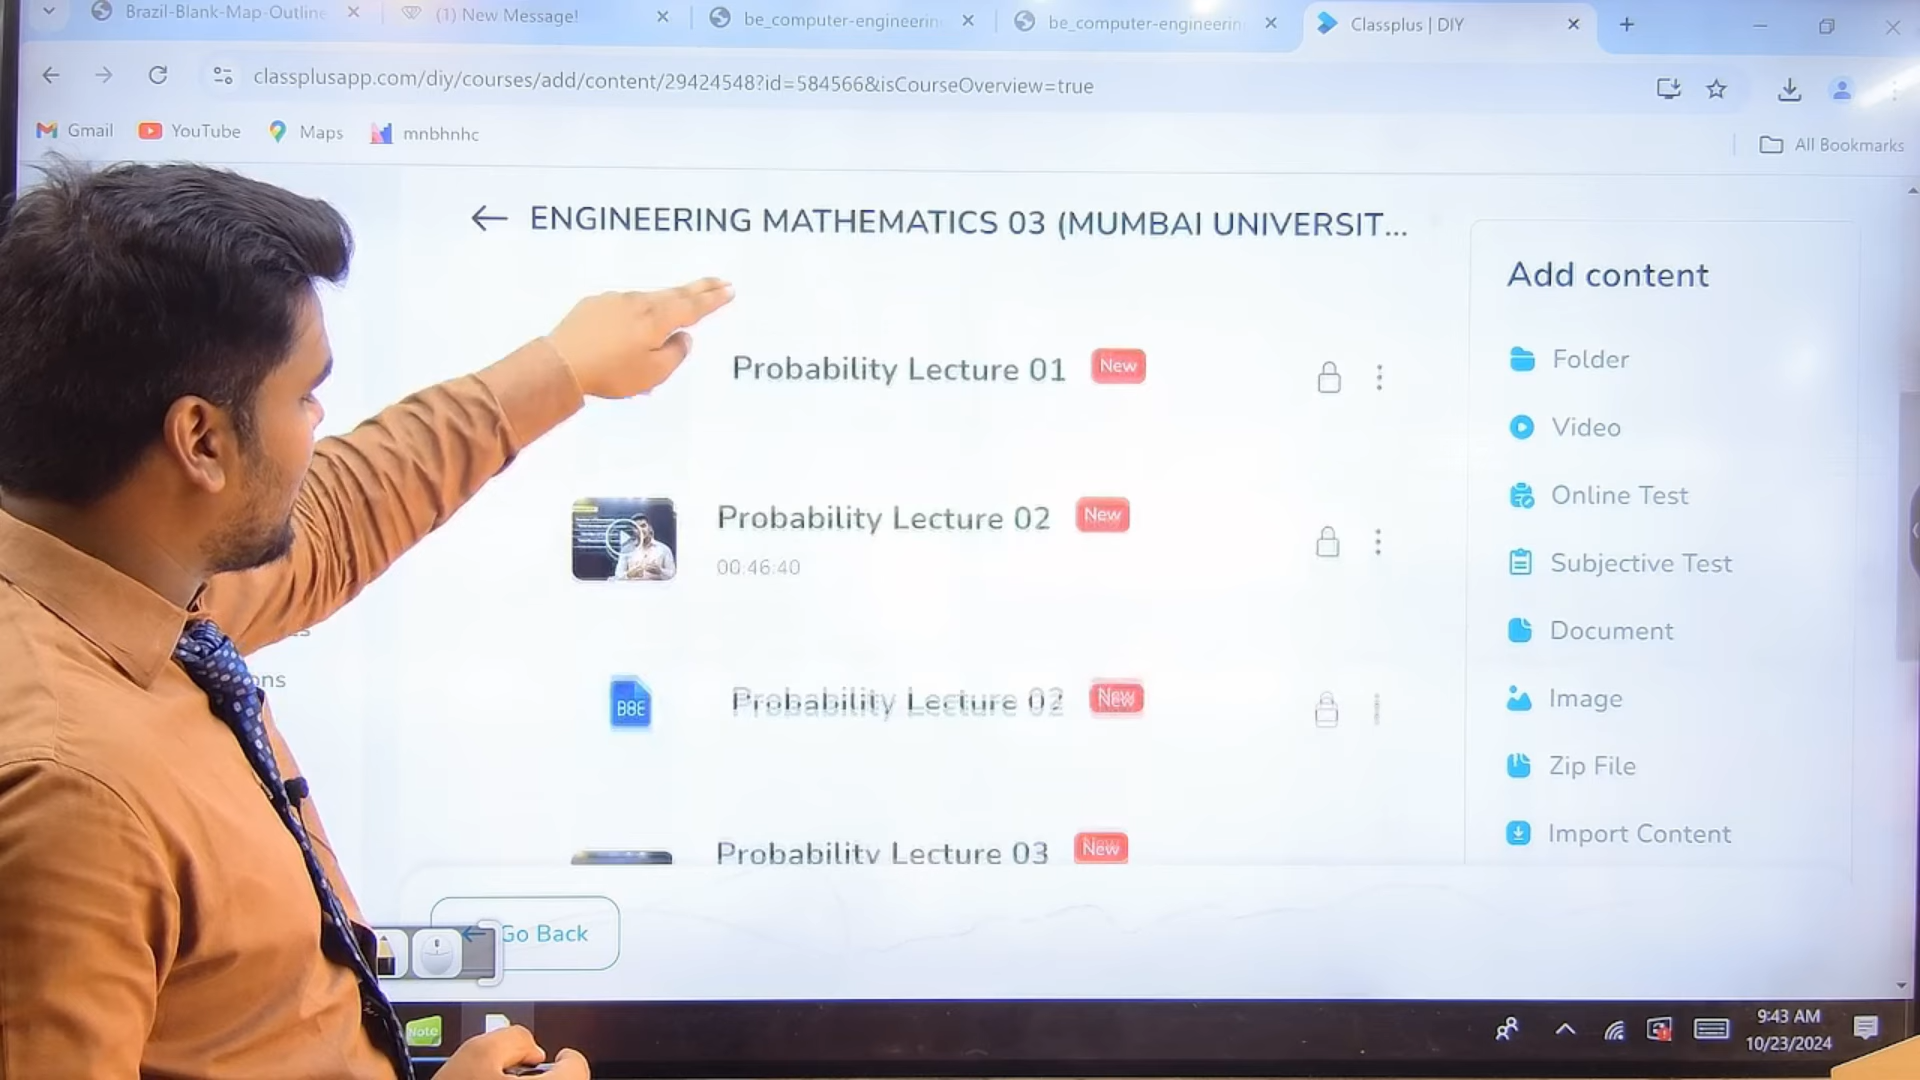 Brazil-Blank-Map-Outline
(1) New Message!
be_computer-engineerin
be_computer-engineerin
Classplus | DIY
classplusapp.com/diy/courses/add/content/29424548?id=584566&isCourseOverview=true
Gmail
YouTube
Maps
mnbhnhc
All Bookmarks
ENGINEERING MATHEMATICS 03 (MUMBAI UNIVERSIT...
Probability Lecture 01
New
Probability Lecture 02
New
00:46:40
Probability Lecture 02
New
Probability Lecture 03
New
ons
Go Back
Add content
Folder
Video
Online Test
Subjective Test
Document
Image
Zip File
Import Content
Note
9:43 AM
10/23/2024